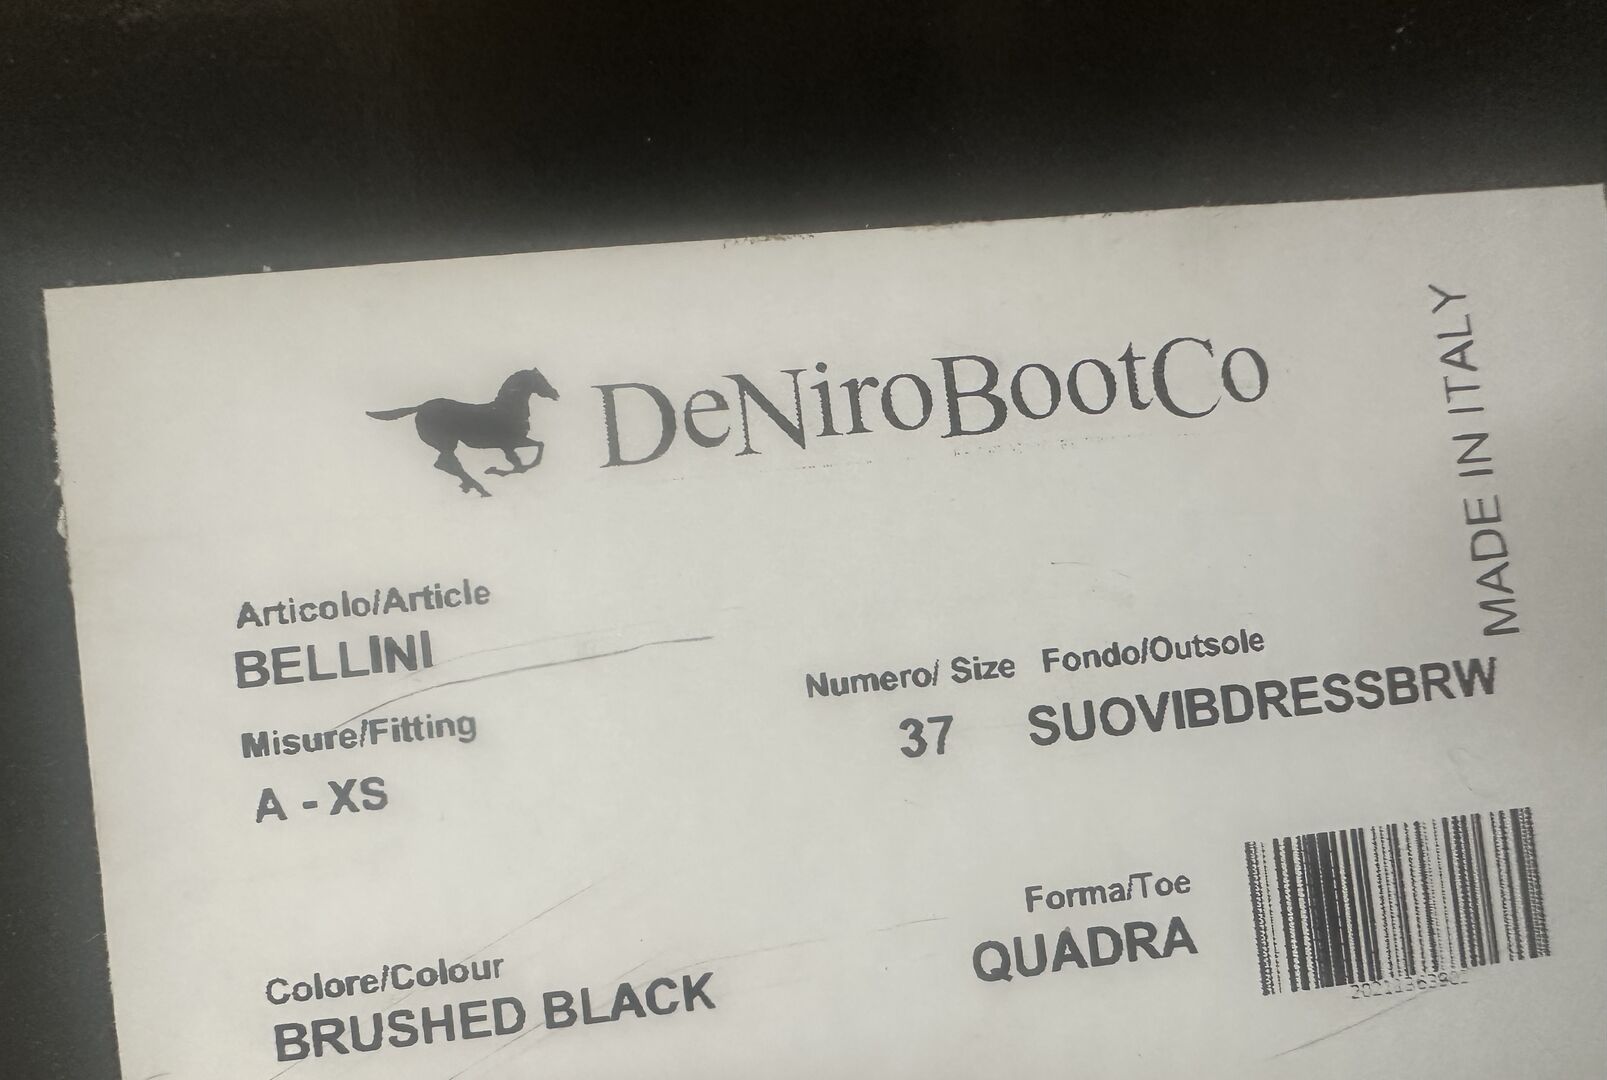 DeNiroBootCo
MADE IN ITALY
Articolo/Article
BELLINI
Numero/ Size
37
Fondo/Outsole
SUOVIBDRESSBRW
Misure/Fitting
A - XS
Forma/Toe
QUADRA
Colore/Colour
BRUSHED BLACK